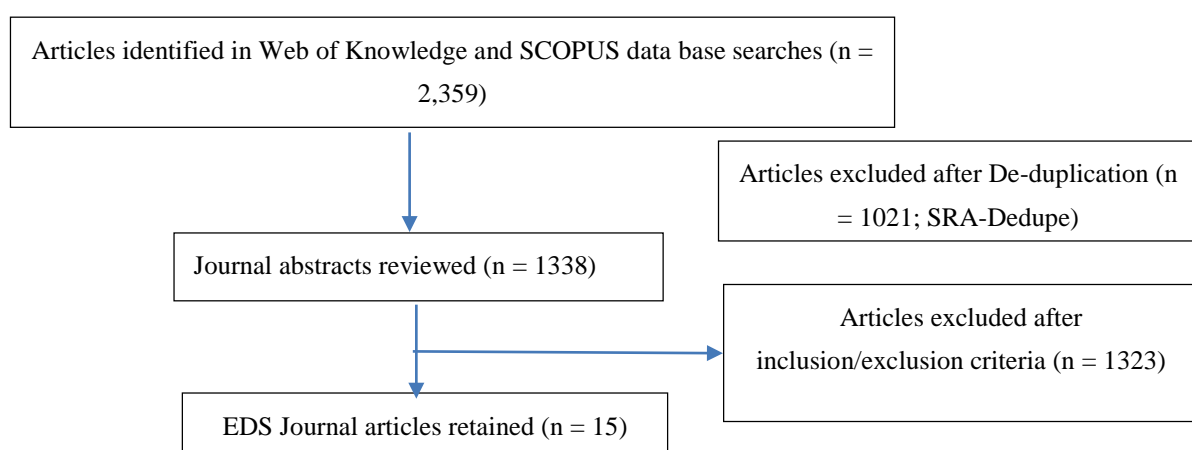 Articles identified in Web of Knowledge and SCOPUS data base searches (n =
2,359)
Articles excluded after De-duplication (n
= 1021; SRA-Dedupe)
Journal abstracts reviewed (n = 1338)
Articles excluded after
inclusion/exclusion criteria (n = 1323)
EDS Journal articles retained (n = 15)